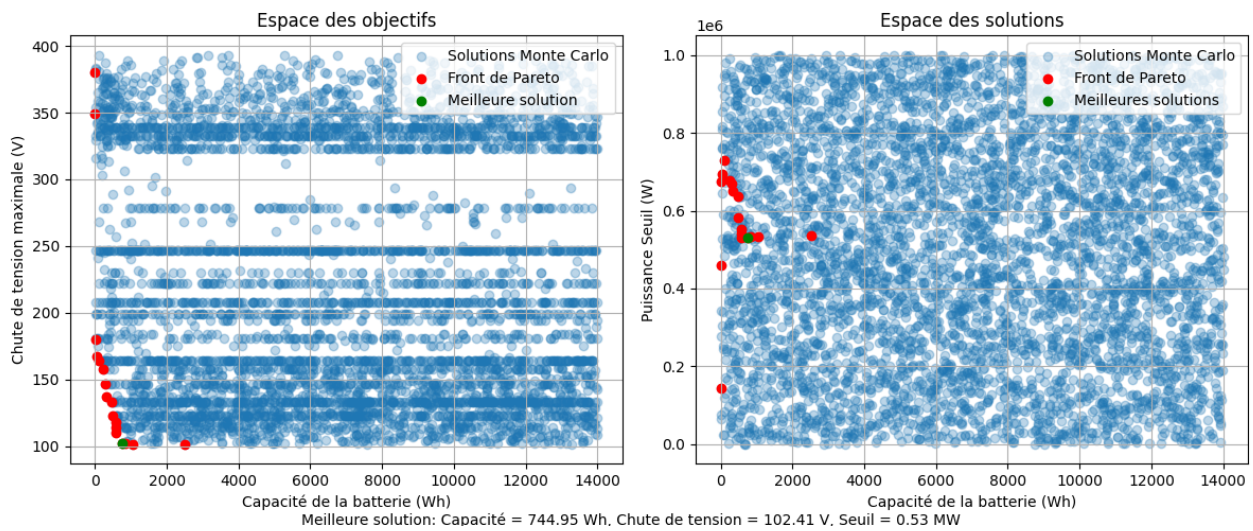 Espace des objectifs
Chute de tension maximale (V)
400
350
300
250
200
150
100
Solutions Monte Carlo
Front de Pareto
Meilleure solution
0 2000 4000 6000 8000 10000 12000 14000
Capacité de la batterie (Wh)
Espace des solutions
1e6
Puissance Seuil (W)
1.0
0.8
0.6
0.4
0.2
0.0
Solutions Monte Carlo
Front de Pareto
Meilleures solutions
0 2000 4000 6000 8000 10000 12000 14000
Capacité de la batterie (Wh)
Meilleure solution: Capacité = 744.95 Wh, Chute de tension = 102.41 V, Seuil = 0.53 MW